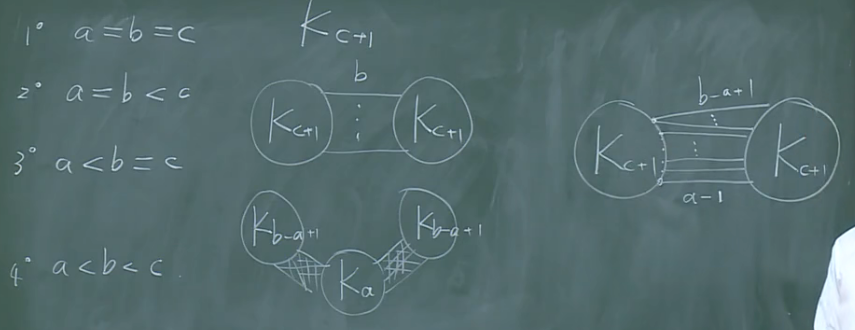 1° a=b=c K_{c+1}
2° a=b<c
b
K_{c+1} K_{c+1}
3° a<b=c
K_{b-a+1} K_{b-a+1}
K_a
4° a<b<c.
b-a+1
K_{c+1} K_{c+1}
a-1